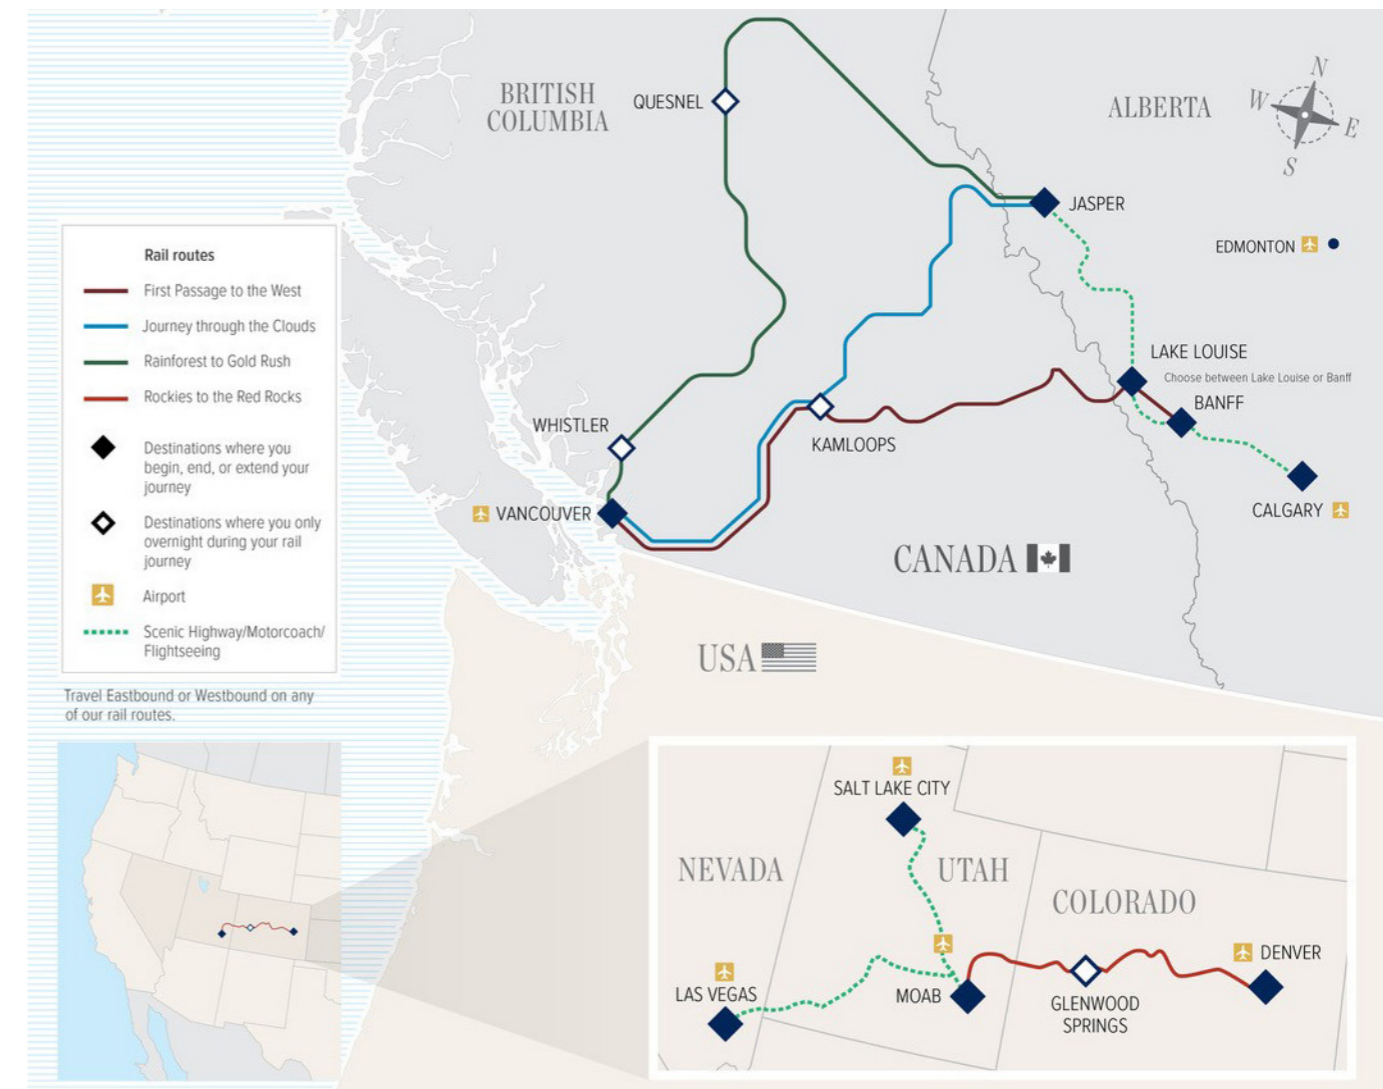 BRITISH
COLUMBIA
QUESNEL
ALBERTA
N
W
E
S
JASPER
EDMONTON
Rail routes
First Passage to the West
Journey through the Clouds
Rainforest to Gold Rush
Rockies to the Red Rocks
Destinations where you
begin, end, or extend your
journey
Destinations where you only
overnight during your rail
journey
Airport
Scenic Highway/Motorcoach/
Flightseeing
Travel Eastbound or Westbound on any
of our rail routes.
LAKE LOUISE
Choose between Lake Louise or Banff
BANFF
WHISTLER
KAMLOOPS
VANCOUVER
CALGARY
CANADA
USA
SALT LAKE CITY
NEVADA
UTAH
COLORADO
DENVER
LAS VEGAS
MOAB
GLENWOOD
SPRINGS